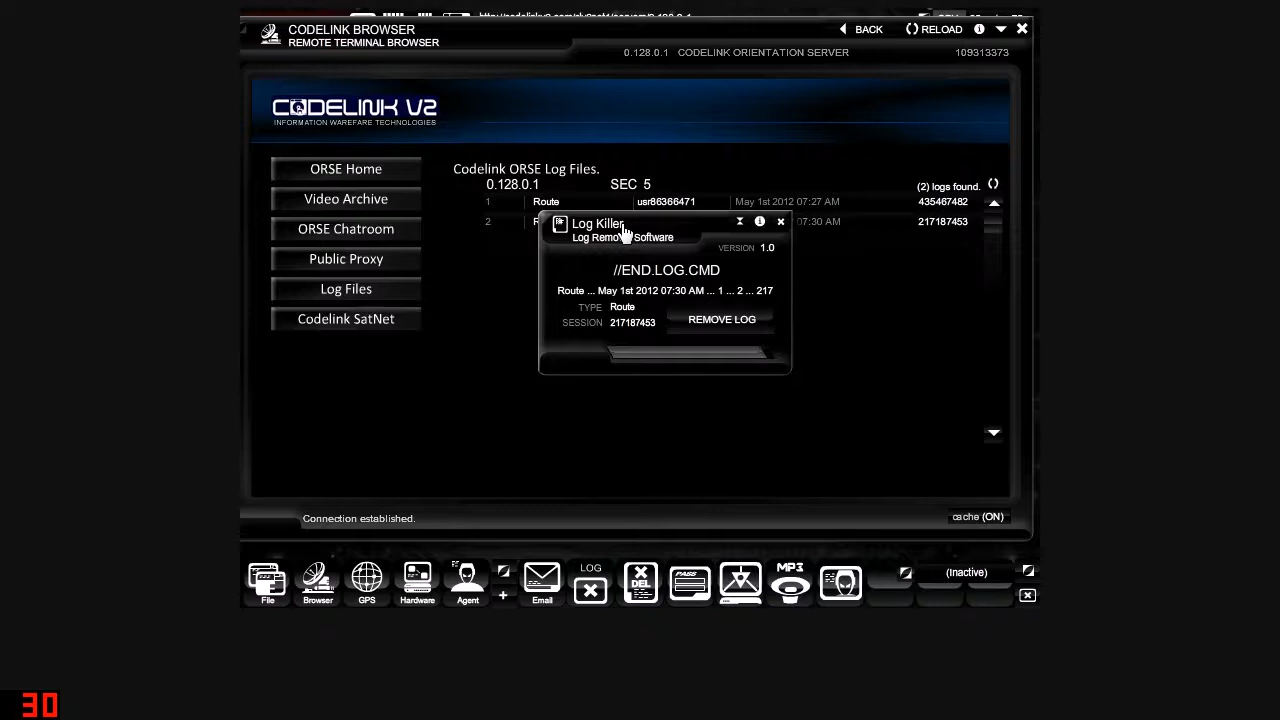 CODELINK BROWSER
REMOTE TERMINAL BROWSER
BACK
RELOAD
0.128.0.1 CODELINK ORIENTATION SERVER
109313373
CODELINK V2
INFORMATION WAREFARE TECHNOLOGIES
ORSE Home
Video Archive
ORSE Chatroom
Public Proxy
Log Files
Codelink SatNet
Codelink ORSE Log Files.
0.128.0.1 SEC 5
(2) logs found.
1 Route usr86366471 May 1st 2012 07:27 AM 435467482
2 07:30 AM 217187453
Log Killer
Log Software
VERSION 1.0
//END.LOG.CMD
Route ... May 1st 2012 07:30 AM ... 1 ... 2 ... 217
TYPE Route
SESSION 217187453
REMOVE LOG
Connection established.
cache (ON)
File
Browser
GPS
Hardware
Agent
+
Email
LOG
DEL
PASS
MP3
(Inactive)
30